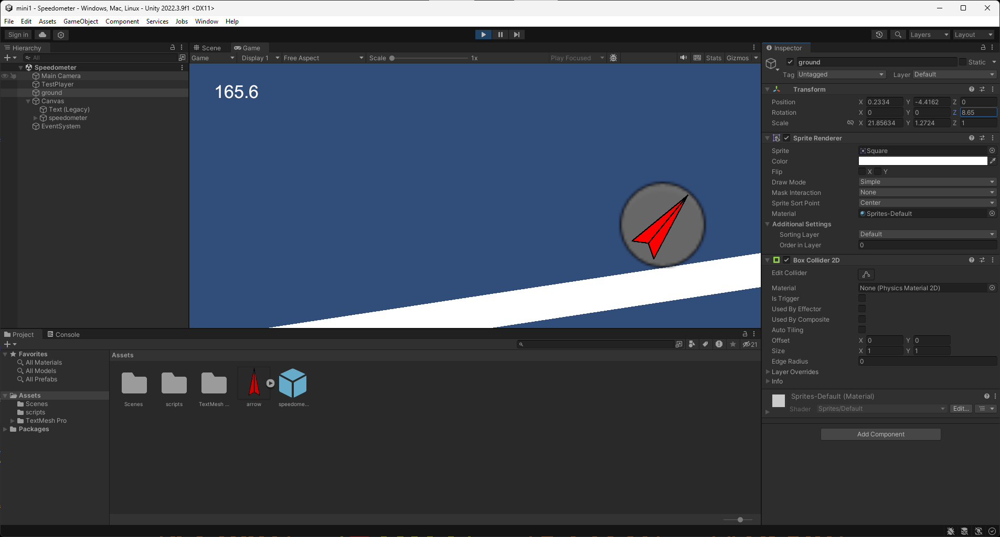 mini1 - Speedometer - Windows, Mac, Linux - Unity 2022.3.9f1 <DX11>
File Edit Assets GameObject Component Services Jobs Window Help
Sign in
Layers Layout
Hierarchy
All
Speedometer
Main Camera
TestPlayer
ground
Canvas
Text (Legacy)
speedometer
EventSystem
Scene Game
Game Display 1 Free Aspect Scale 1x Play Focused Stats Gizmos
165.6
Inspector
ground Static
Tag Untagged Layer Default
Transform
Position X 0.2334 Y -4.4162 Z 0
Rotation X 0 Y 0 Z 8.65
Scale X 21.85634 Y 1.2724 Z 1
Sprite Renderer
Sprite Square
Color
Flip X Y
Draw Mode Simple
Mask Interaction None
Sprite Sort Point Center
Material Sprites-Default
Additional Settings
Sorting Layer Default
Order in Layer 0
Box Collider 2D
Edit Collider
Material None (Physics Material 2D)
Is Trigger
Used By Effector
Used By Composite
Auto Tiling
Offset X 0 Y 0
Size X 1 Y 1
Edge Radius 0
Layer Overrides
Info
Sprites-Default (Material)
Shader Sprites/Default Edit...
Add Component
Project Console
21
Favorites
All Materials
All Models
All Prefabs
Assets
Scenes
scripts
TextMesh Pro
Packages
Assets
Scenes scripts TextMesh ... arrow speedome...